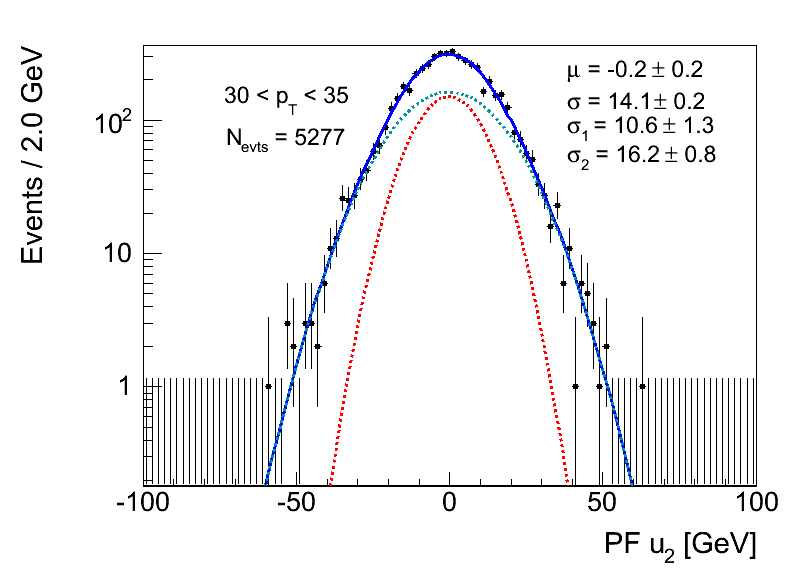 Events / 2.0 GeV
30 < p_T < 35
N_evts = 5277
μ = -0.2 ± 0.2
σ = 14.1 ± 0.2
σ_1 = 10.6 ± 1.3
σ_2 = 16.2 ± 0.8
10^2
10
1
-100 -50 0 50 100
PF u_2 [GeV]